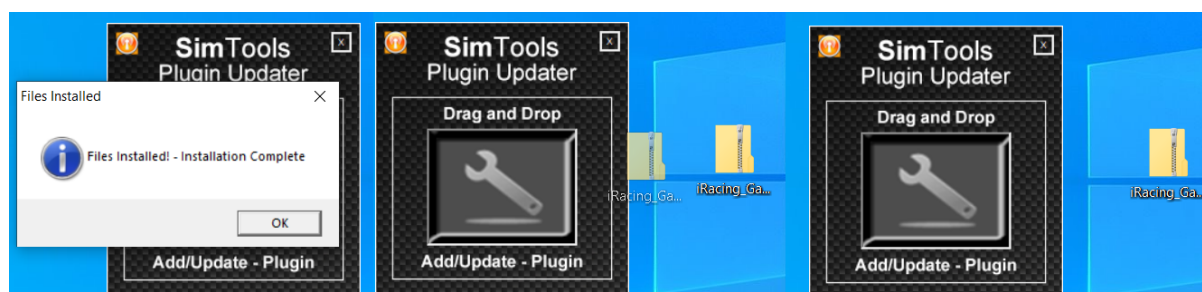 SimTools
X
Plugin Updater
Files Installed
Files Installed! - Installation Complete
OK
Add/Update - Plugin
SimTools
X
Plugin Updater
Drag and Drop
iRacing_Ga...
iRacing_Ga...
Add/Update - Plugin
SimTools
X
Plugin Updater
Drag and Drop
iRacing_Ga...
Add/Update - Plugin